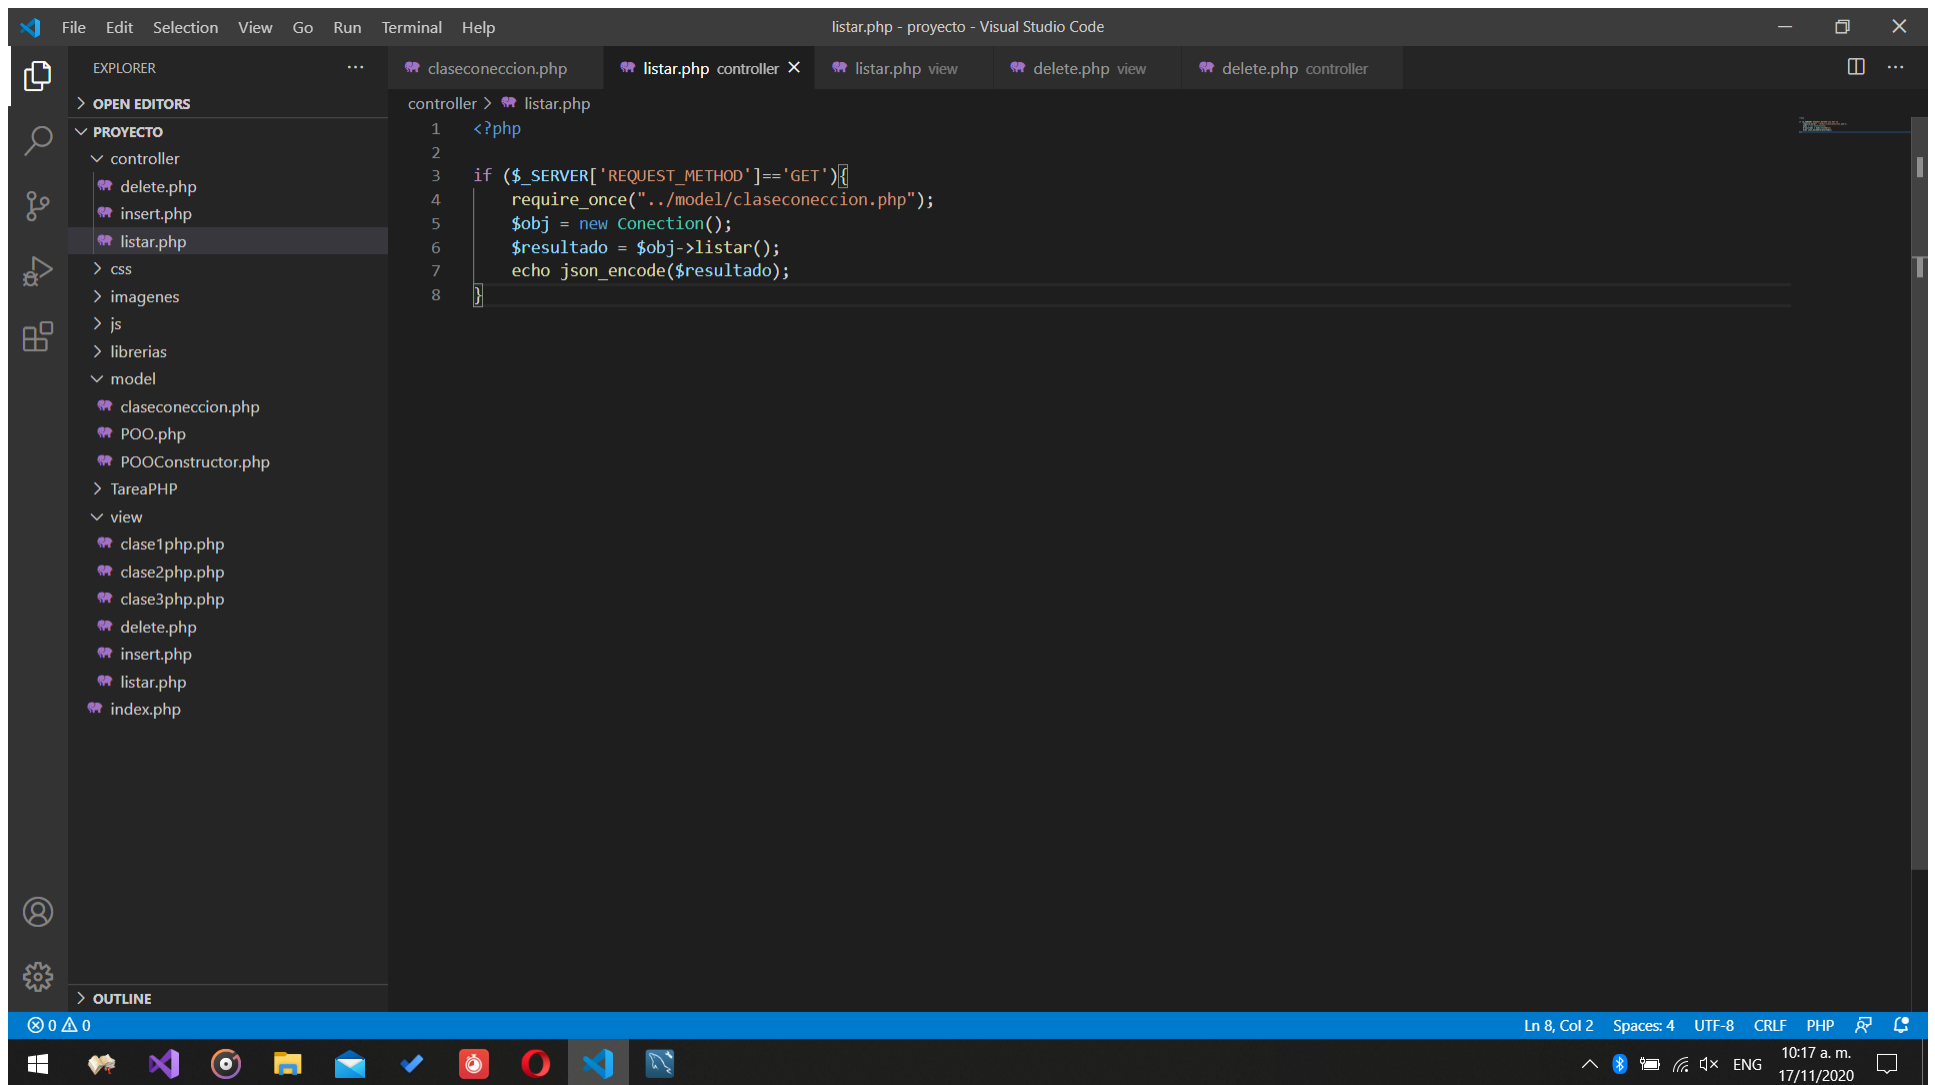 File Edit Selection View Go Run Terminal Help
listar.php - proyecto - Visual Studio Code
EXPLORER
OPEN EDITORS
PROYECTO
controller
delete.php
insert.php
listar.php
css
imagenes
js
librerias
model
claseconeccion.php
POO.php
POOConstructor.php
TareaPHP
view
clase1php.php
clase2php.php
clase3php.php
delete.php
insert.php
listar.php
index.php
OUTLINE
claseconeccion.php
listar.php controller
listar.php view
delete.php view
delete.php controller
controller > listar.php
1 <?php
2
3 if ($_SERVER['REQUEST_METHOD']=='GET'){
4 require_once("../model/claseconeccion.php");
5 $obj = new Conection();
6 $resultado = $obj->listar();
7 echo json_encode($resultado);
8 }
0 0
Ln 8, Col 2 Spaces: 4 UTF-8 CRLF PHP
ENG
10:17 a. m.
17/11/2020